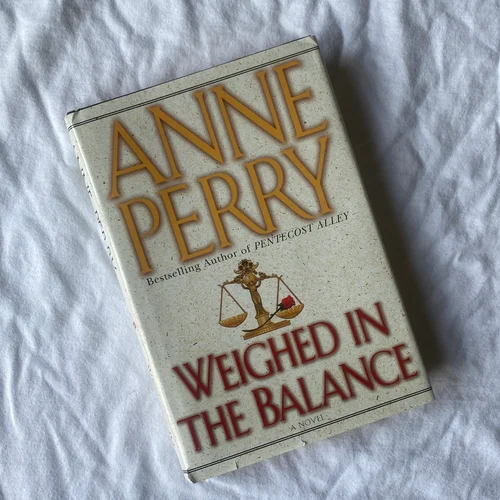 ANNE
PERRY
Bestselling Author of PENTECOST ALLEY
WEIGHED IN
THE BALANCE
A NOVEL